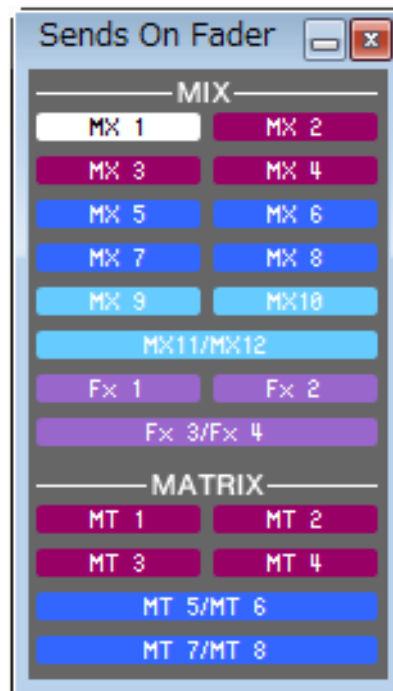 Sends On Fader
MIX
MX 1 MX 2
MX 3 MX 4
MX 5 MX 6
MX 7 MX 8
MX 9 MX10
MX11/MX12
Fx 1 Fx 2
Fx 3/Fx 4
MATRIX
MT 1 MT 2
MT 3 MT 4
MT 5/MT 6
MT 7/MT 8